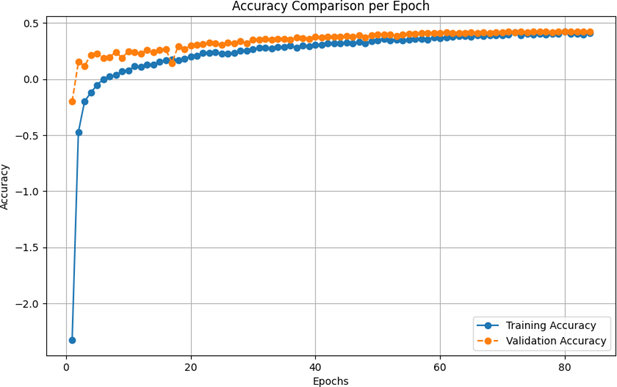 Accuracy Comparison per Epoch
0.5
0.0
−0.5
−1.0
−1.5
−2.0
Accuracy
0 20 40 60 80
Epochs
Training Accuracy
Validation Accuracy